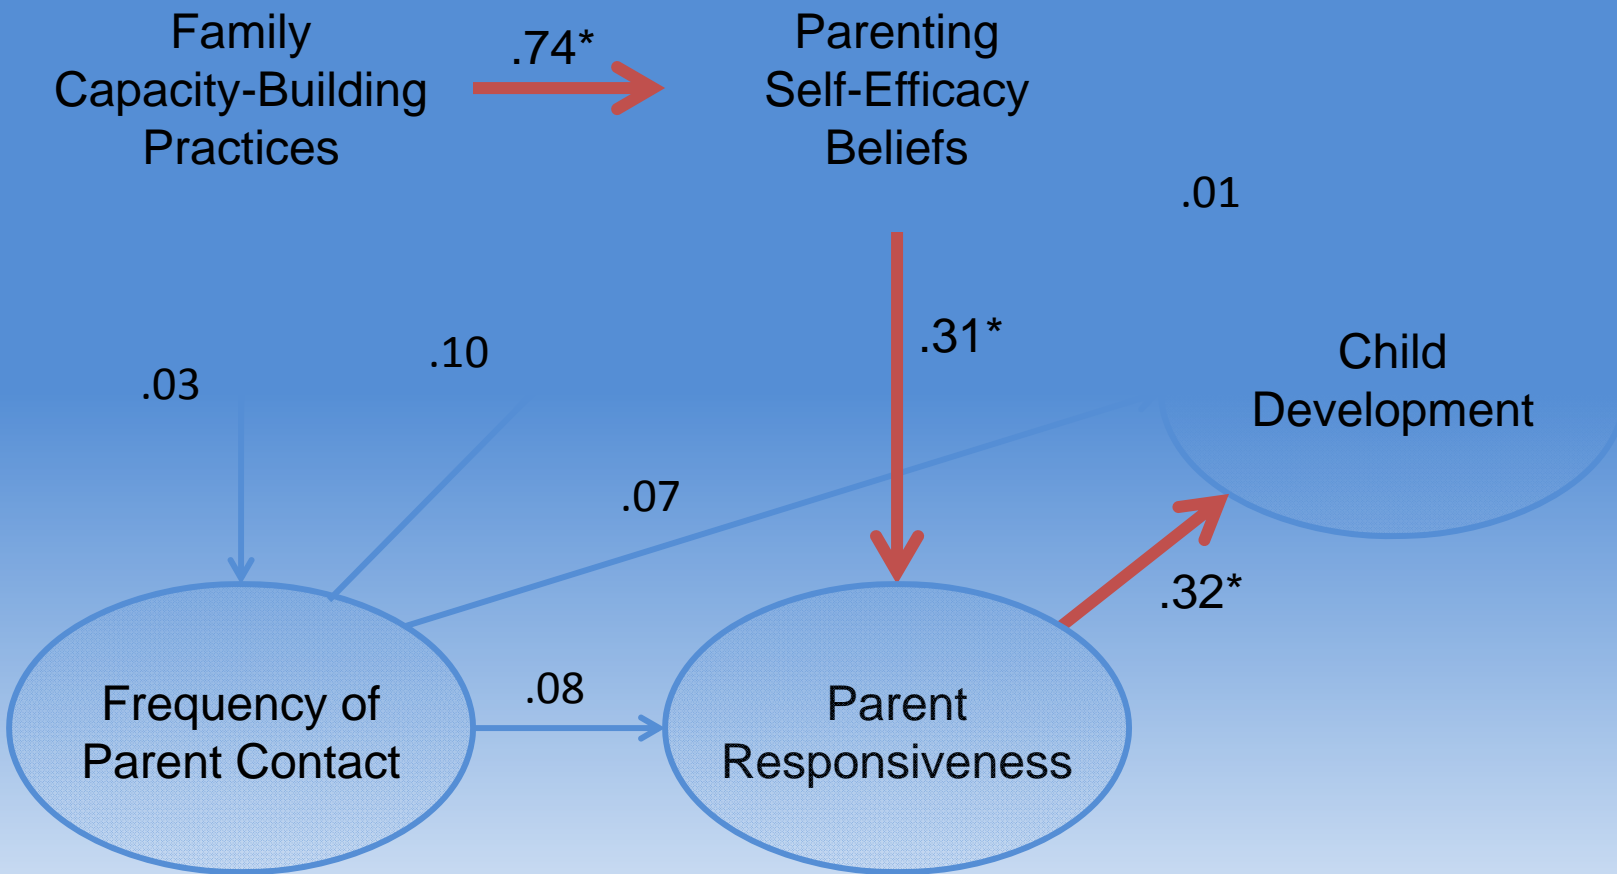 Family
Capacity-Building
Practices
.74*
Parenting
Self-Efficacy
Beliefs
.01
.31*
Child
Development
.10
.03
.07
.32*
Frequency of
Parent Contact
.08
Parent
Responsiveness